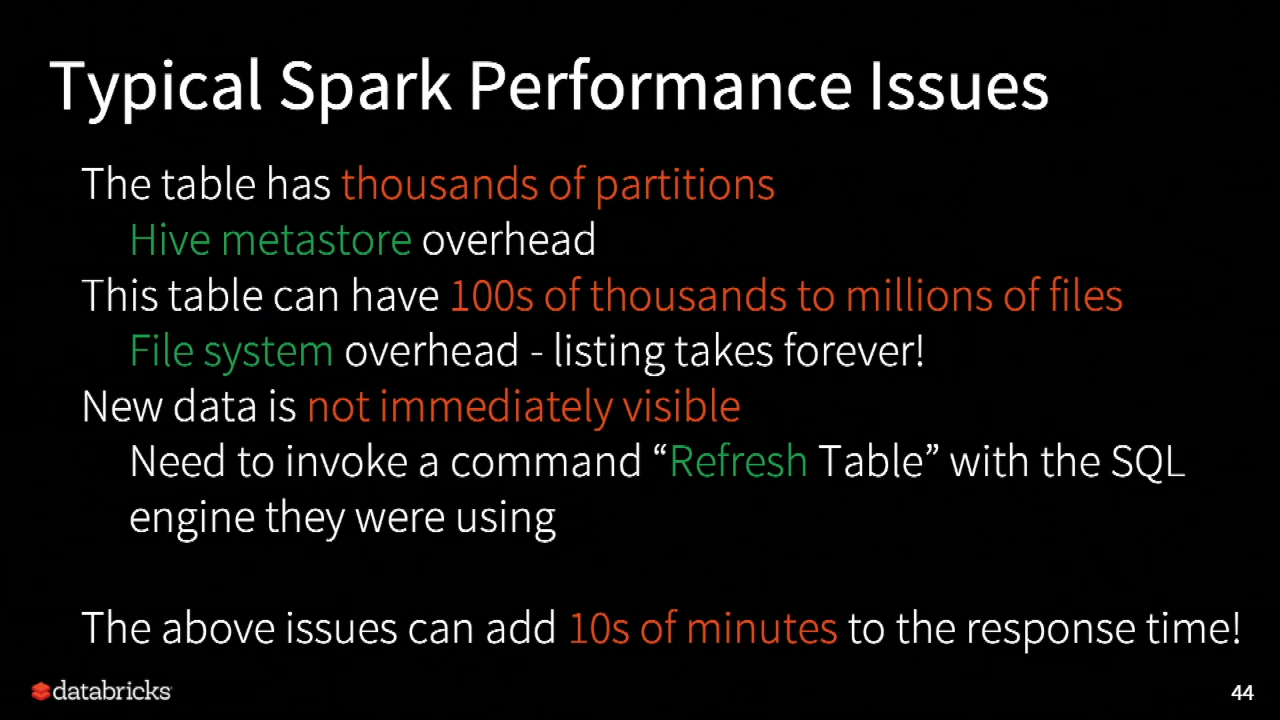 Typical Spark Performance Issues
The table has thousands of partitions
Hive metastore overhead
This table can have 100s of thousands to millions of files
File system overhead - listing takes forever!
New data is not immediately visible
Need to invoke a command “Refresh Table” with the SQL
engine they were using
The above issues can add 10s of minutes to the response time!
databricks
44